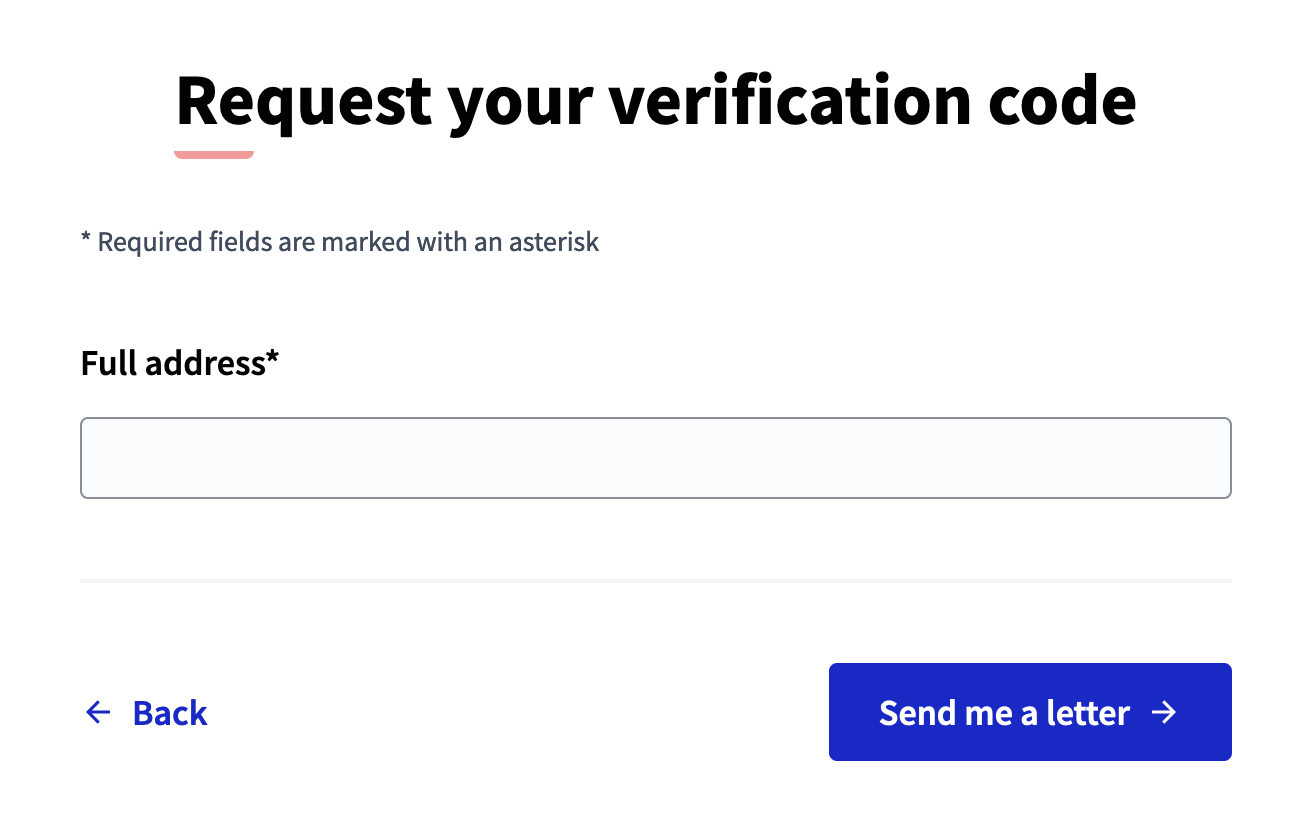 Request your verification code
* Required fields are marked with an asterisk
Full address*
← Back
Send me a letter →